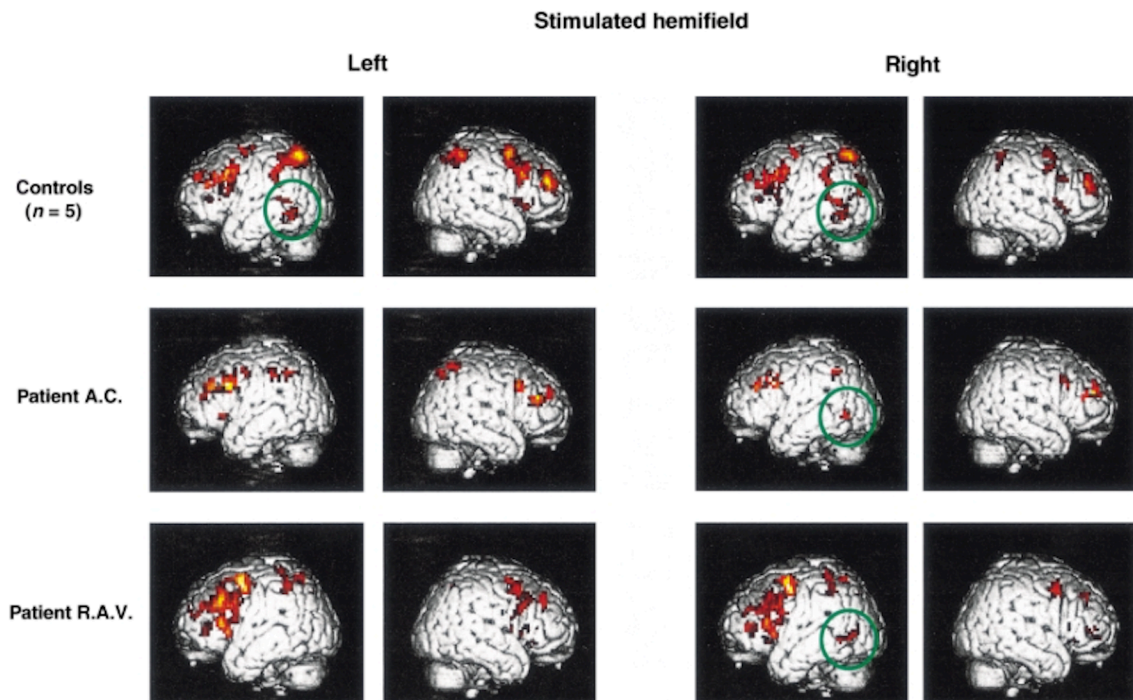 Stimulated hemifield
Left
Right
Controls
(n = 5)
Patient A.C.
Patient R.A.V.